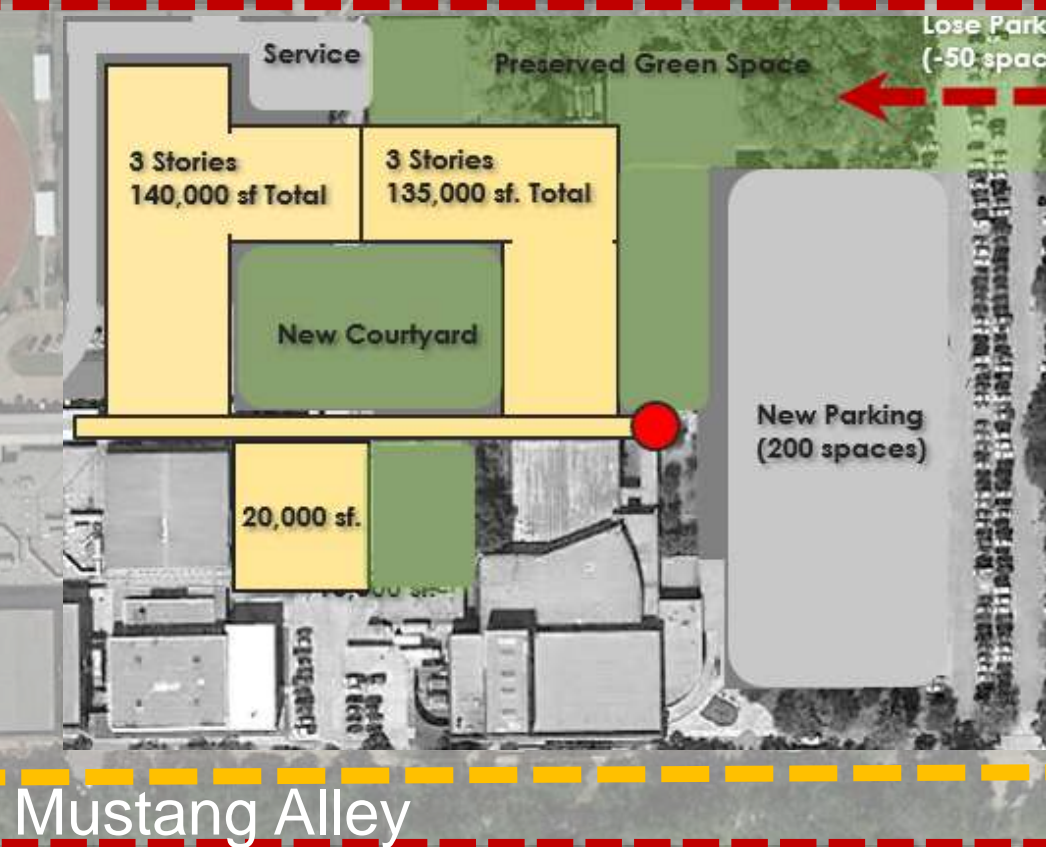 Lose Park
(-50 spac
Service
Preserved Green Space
3 Stories
140,000 sf Total
3 Stories
135,000 sf. Total
New Courtyard
New Parking
(200 spaces)
20,000 sf.
Mustang Alley